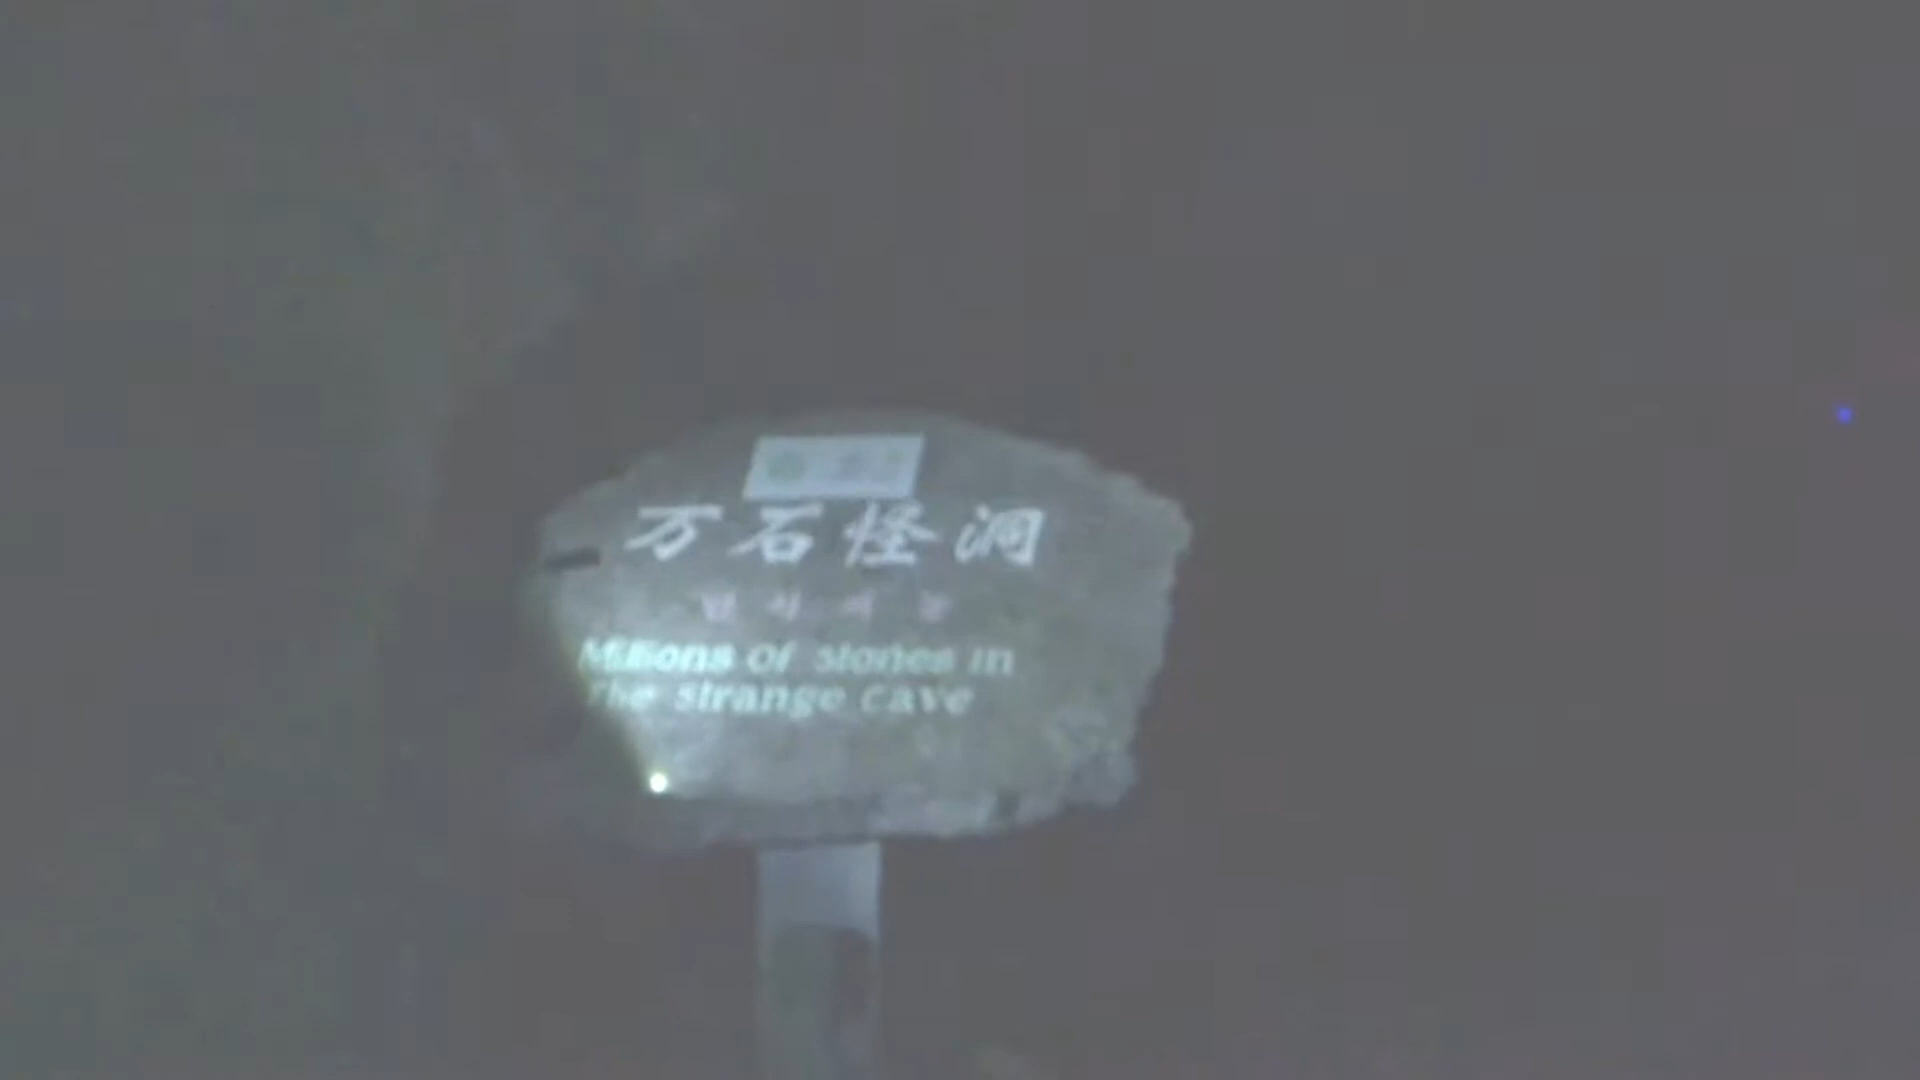 万石怪洞
Millions of stones in
the strange cave